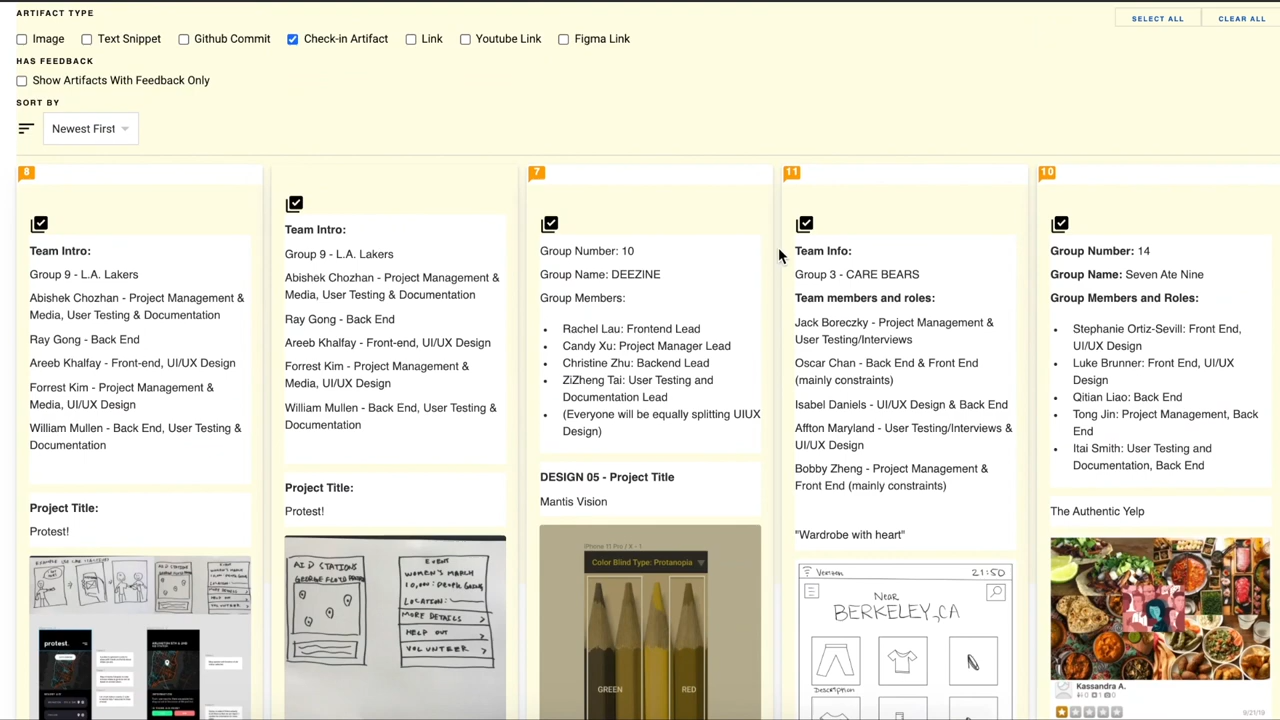 ARTIFACT TYPE
SELECT ALL
CLEAR ALL
Image
Text Snippet
Github Commit
Check-in Artifact
Link
Youtube Link
Figma Link
HAS FEEDBACK
Show Artifacts With Feedback Only
SORT BY
Newest First
8
Team Intro:
Group 9 - L.A. Lakers
Abishek Chozhan - Project Management &
Media, User Testing & Documentation
Ray Gong - Back End
Areeb Khalfay - Front-end, UI/UX Design
Forrest Kim - Project Management &
Media, UI/UX Design
William Mullen - Back End, User Testing &
Documentation
Project Title:
Protest!
protest.
Team Intro:
Group 9 - L.A. Lakers
Abishek Chozhan - Project Management &
Media, User Testing & Documentation
Ray Gong - Back End
Areeb Khalfay - Front-end, UI/UX Design
Forrest Kim - Project Management &
Media, UI/UX Design
William Mullen - Back End, User Testing &
Documentation
Project Title:
Protest!
AID STATIONS
EVENT
WOMEN'S MARCH
LOCATION:
MORE DETAILS >
HELP OUT >
VOLUNTEER >
7
Group Number: 10
Group Name: DEEZINE
Group Members:
• Rachel Lau: Frontend Lead
• Candy Xu: Project Manager Lead
• Christine Zhu: Backend Lead
• ZiZheng Tai: User Testing and
Documentation Lead
• (Everyone will be equally splitting UIUX
Design)
DESIGN 05 - Project Title
Mantis Vision
iPhone 11 Pro / X - 1
Color Blind Type: Protanopia
GREEN
RED
11
Team Info:
Group 3 - CARE BEARS
Team members and roles:
Jack Boreczky - Project Management &
User Testing/Interviews
Oscar Chan - Back End & Front End
(mainly constraints)
Isabel Daniels - UI/UX Design & Back End
Affton Maryland - User Testing/Interviews &
UI/UX Design
Bobby Zheng - Project Management &
Front End (mainly constraints)
"Wardrobe with heart"
Verizon
21:50
Near
BERKELEY, CA
Description
10
Group Number: 14
Group Name: Seven Ate Nine
Group Members and Roles:
• Stephanie Ortiz-Sevill: Front End,
UI/UX Design
• Luke Brunner: Front End, UI/UX
Design
• Qitian Liao: Back End
• Tong Jin: Project Management, Back
End
• Itai Smith: User Testing and
Documentation, Back End
The Authentic Yelp
Kassandra A.
8/21/19